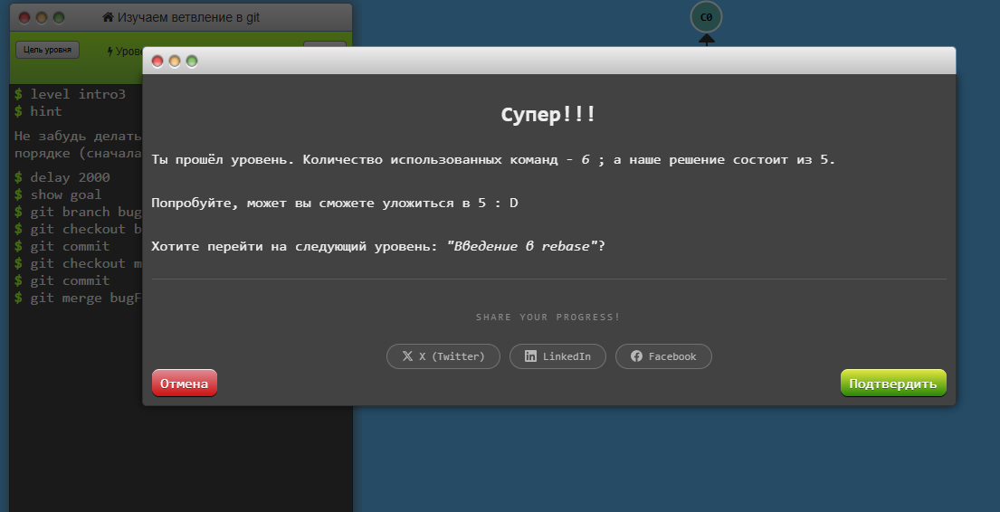 Изучаем ветвление в git
C0
Цель уровня
$ level intro3
$ hint
Не забудь делать
порядке (сначала
$ delay 2000
$ show goal
$ git branch bug
$ git checkout b
$ git commit
$ git checkout m
$ git commit
$ git merge bugF
Супер!!!
Ты прошёл уровень. Количество использованных команд - 6 ; а наше решение состоит из 5.
Попробуйте, может вы сможете уложиться в 5 : D
Хотите перейти на следующий уровень: "Введение в rebase"?
SHARE YOUR PROGRESS!
X (Twitter)
LinkedIn
Facebook
Отмена
Подтвердить